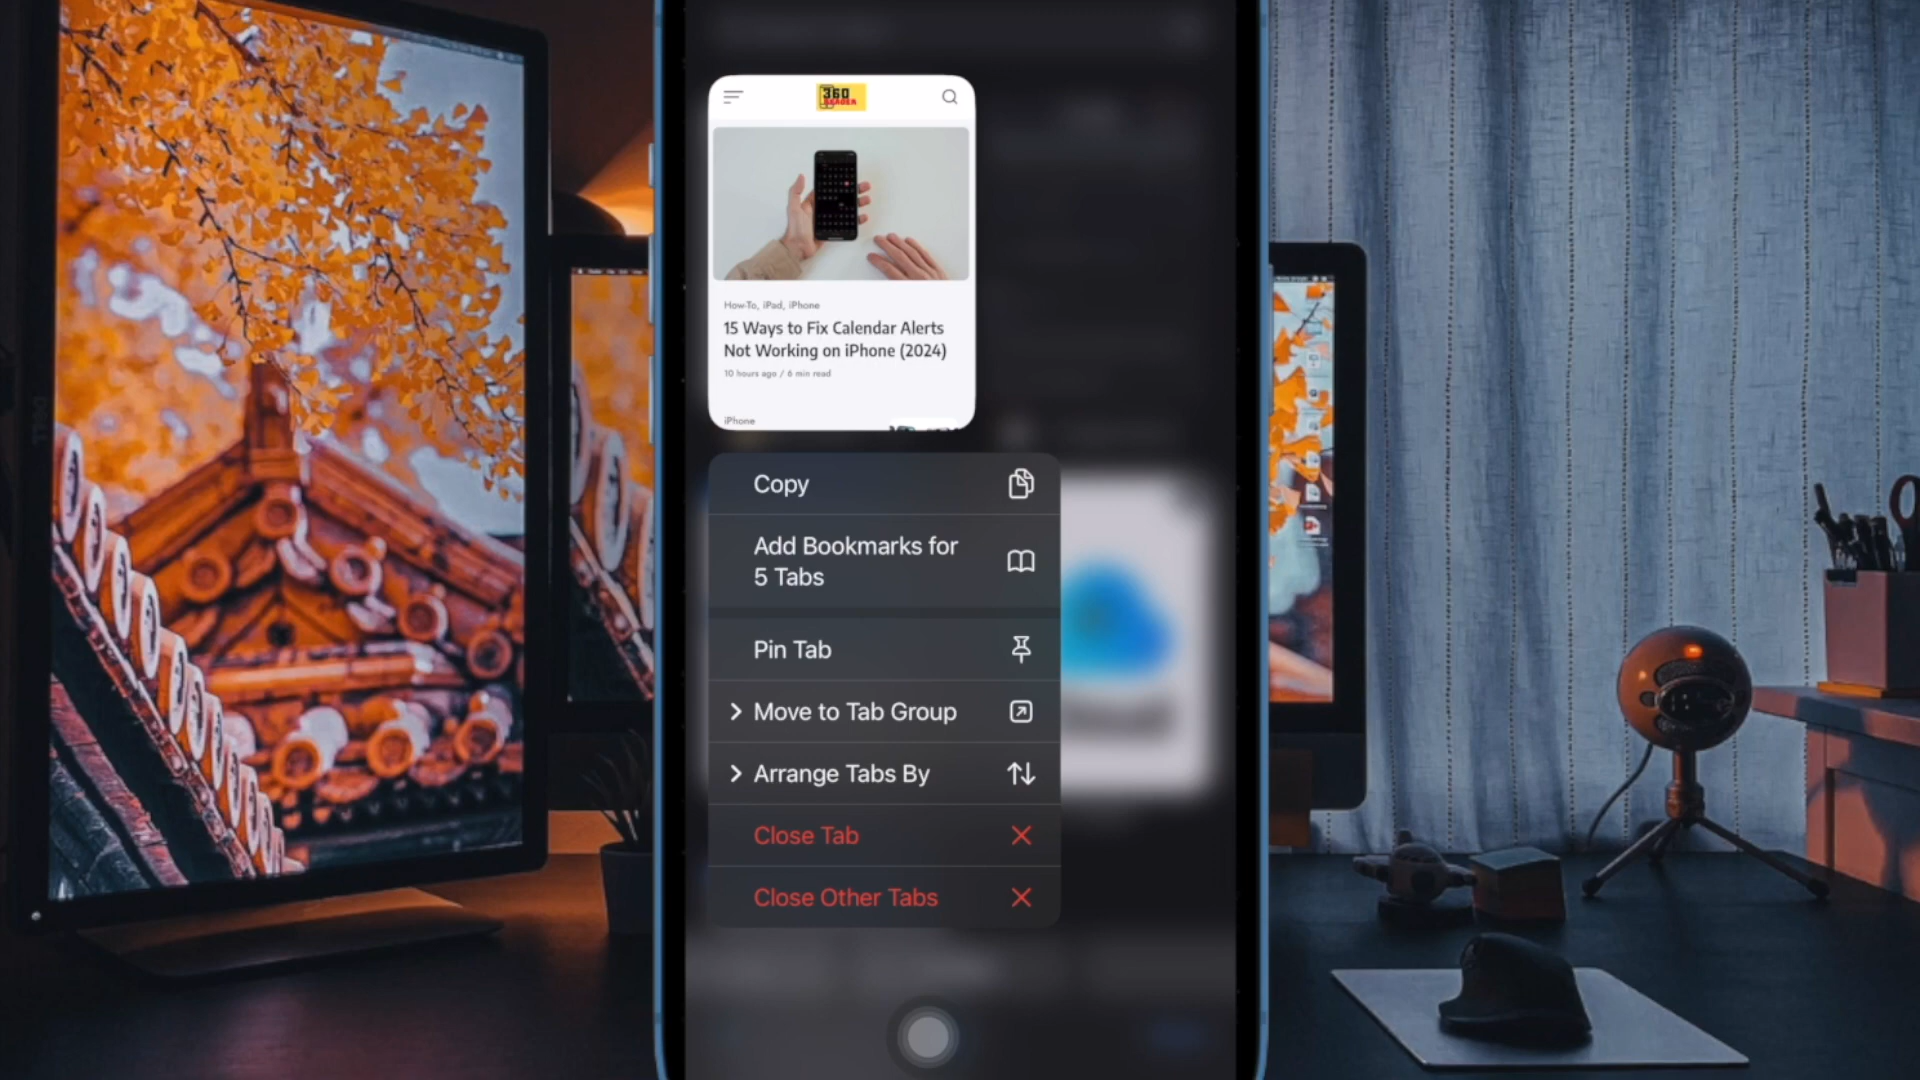 360
READER
How-To, iPad, iPhone
15 Ways to Fix Calendar Alerts
Not Working on iPhone (2024)
10 hours ago / 6 min read
iPhone
Copy
Add Bookmarks for
5 Tabs
Pin Tab
Move to Tab Group
Arrange Tabs By
Close Tab
Close Other Tabs